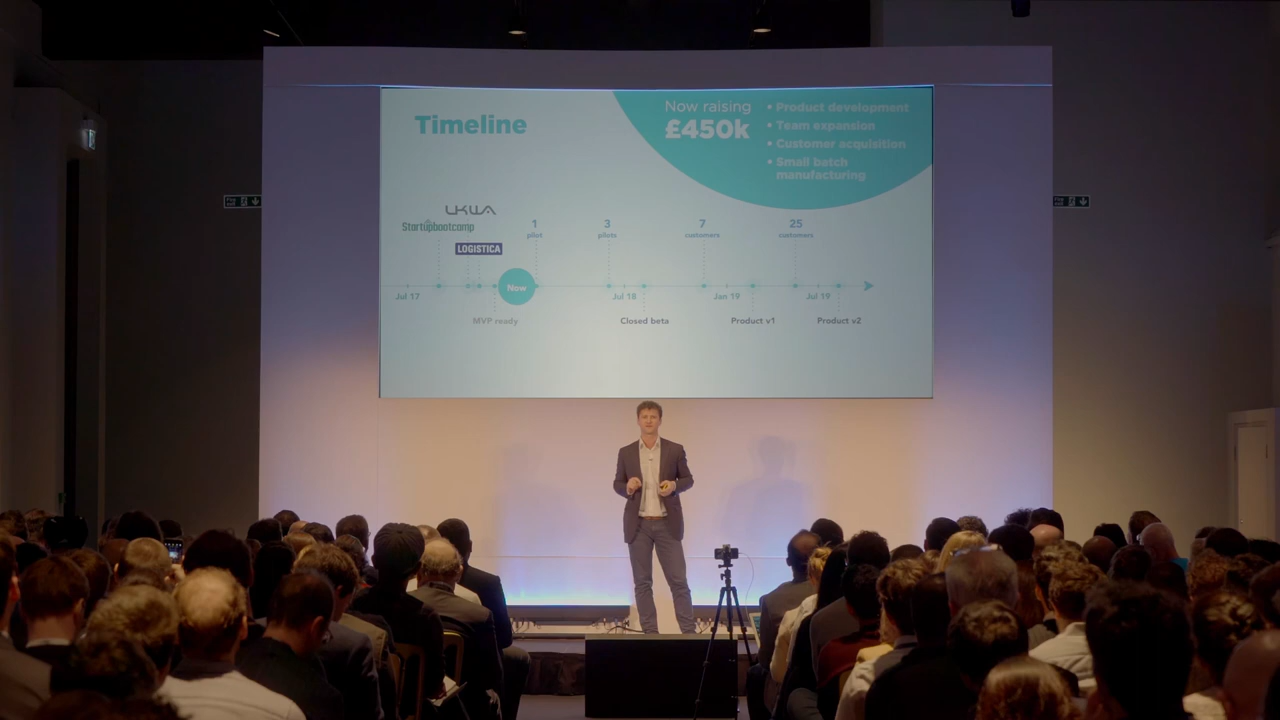 Timeline
Now raising
£450k
• Product development
• Team expansion
• Customer acquisition
• Small batch
manufacturing
UKWA
Startupbootcamp
LOGISTICA
1
pilot
3
pilots
7
customers
25
customers
Now
Jul 17
Jul 18
Jan 19
Jul 19
MVP ready
Closed beta
Product v1
Product v2